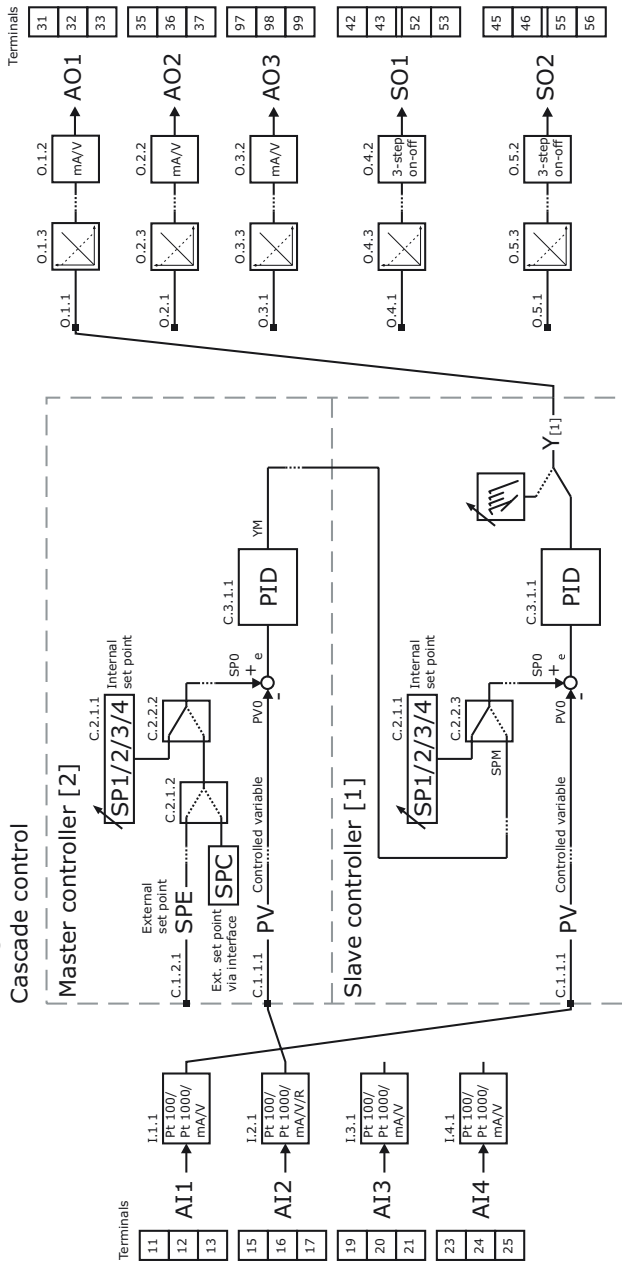 Cascade control
Terminals
11
12
13
AI1
I.1.1
Pt 100/
Pt 1000/
mA/V
15
16
17
AI2
I.2.1
Pt 100/
Pt 1000/
mA/V/R
19
20
21
AI3
I.3.1
Pt 100/
Pt 1000/
mA/V
23
24
25
AI4
I.4.1
Pt 100/
Pt 1000/
mA/V
Master controller [2]
C.2.1.1
SP1/2/3/4
Internal
set point
External
set point
C.1.2.1
SPE
C.2.1.2
C.2.2.2
Ext. set point
via interface
SPC
SP0
+
e
C.1.1.1
PV
Controlled variable
PV0
-
C.3.1.1
PID
YM
Slave controller [1]
C.2.1.1
SP1/2/3/4
Internal
set point
C.2.2.3
SPM
SP0
+
e
C.1.1.1
PV
Controlled variable
PV0
-
C.3.1.1
PID
Y[1]
Terminals
O.1.1
O.1.3
O.1.2
mA/V
AO1
31
32
33
O.2.1
O.2.3
O.2.2
mA/V
AO2
35
36
37
O.3.1
O.3.3
O.3.2
mA/V
AO3
97
98
99
O.4.1
O.4.3
O.4.2
3-step
on-off
SO1
42
43
52
53
O.5.1
O.5.3
O.5.2
3-step
on-off
SO2
45
46
55
56